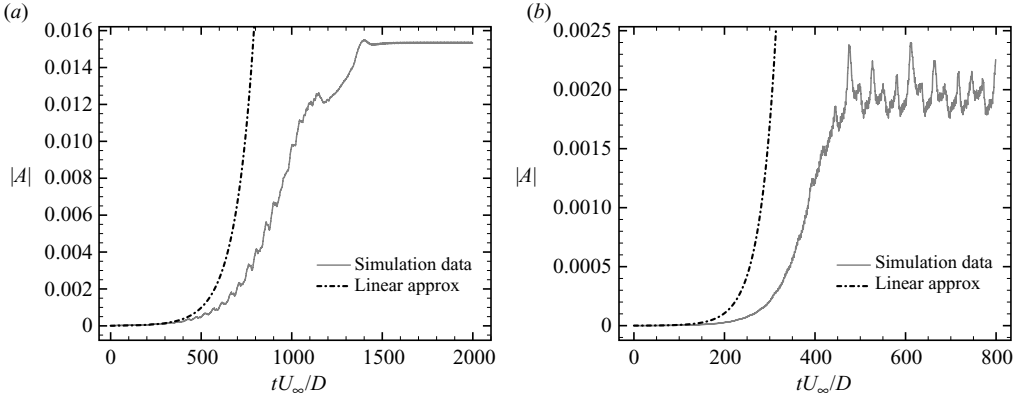 (a)
0.016
0.014
0.012
0.010
|A|
0.008
0.006
0.004
0.002
0
Simulation data
Linear approx
0 500 1000 1500 2000
tU∞/D
(b)
0.0025
0.0020
0.0015
|A|
0.0010
0.0005
0
Simulation data
Linear approx
0 200 400 600 800
tU∞/D